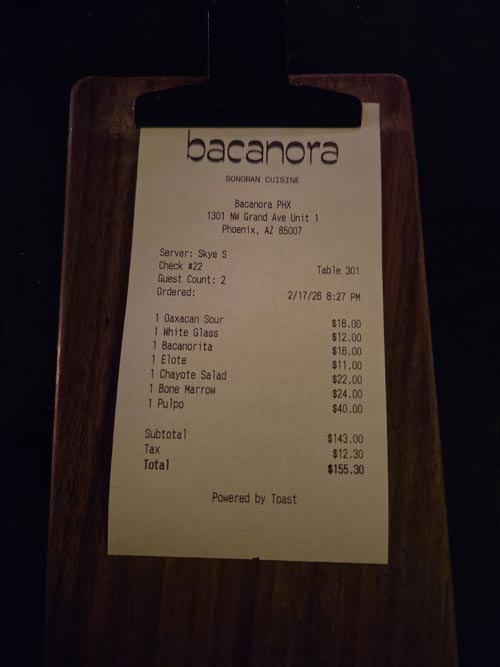 bacanora
SONORAN CUISINE
Bacanora PHX
1301 NW Grand Ave Unit 1
Phoenix, AZ 85007
Server: Skye S
Check #22 Table 301
Guest Count: 2
Ordered: 2/17/26 8:27 PM
1 Oaxacan Sour $18.00
1 White Glass $12.00
1 Bacanorita $16.00
1 Elote $11.00
1 Chayote Salad $22.00
1 Bone Marrow $24.00
1 Pulpo $40.00
Subtotal $143.00
Tax $12.30
Total $155.30
Powered by Toast